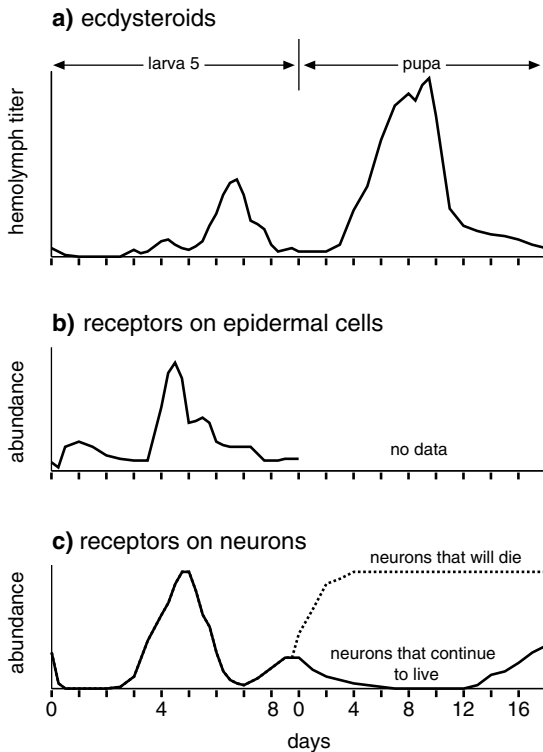 a) ecdysteroids
larva 5
pupa
hemolymph titer
b) receptors on epidermal cells
abundance
no data
c) receptors on neurons
abundance
neurons that will die
neurons that continue
to live
0 4 8 0 4 8 12 16
days